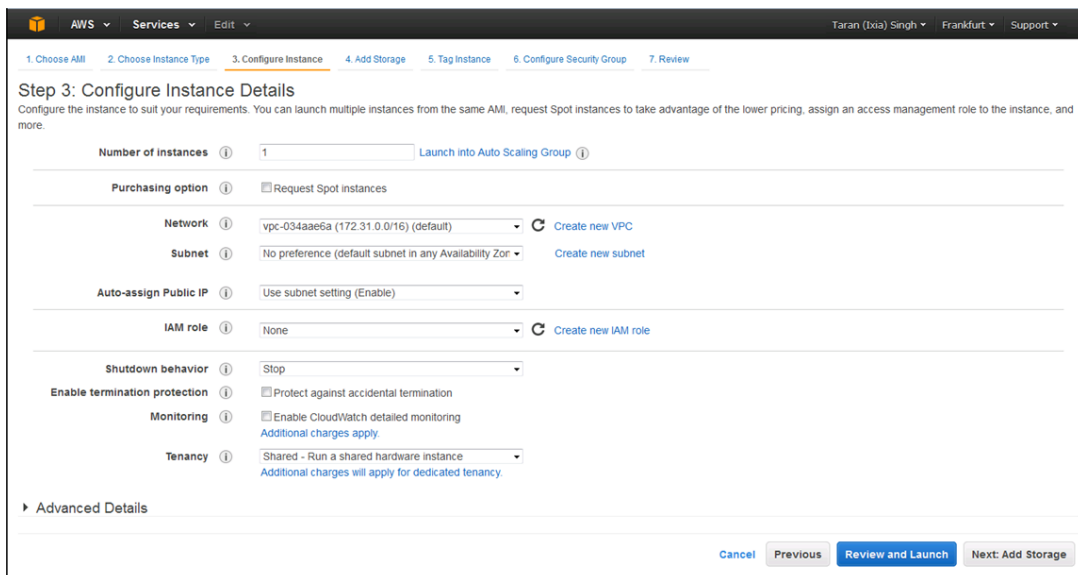 AWS Services Edit Taran (Ixia) Singh Frankfurt Support
1. Choose AMI 2. Choose Instance Type 3. Configure Instance 4. Add Storage 5. Tag Instance 6. Configure Security Group 7. Review
Step 3: Configure Instance Details
Configure the instance to suit your requirements. You can launch multiple instances from the same AMI, request Spot instances to take advantage of the lower pricing, assign an access management role to the instance, and
more.
Number of instances 1 Launch into Auto Scaling Group
Purchasing option Request Spot instances
Network vpc-034aae6a (172.31.0.0/16) (default) Create new VPC
Subnet No preference (default subnet in any Availability Zon Create new subnet
Auto-assign Public IP Use subnet setting (Enable)
IAM role None Create new IAM role
Shutdown behavior Stop
Enable termination protection Protect against accidental termination
Monitoring Enable CloudWatch detailed monitoring
Additional charges apply.
Tenancy Shared - Run a shared hardware instance
Additional charges will apply for dedicated tenancy.
Advanced Details
Cancel Previous Review and Launch Next: Add Storage